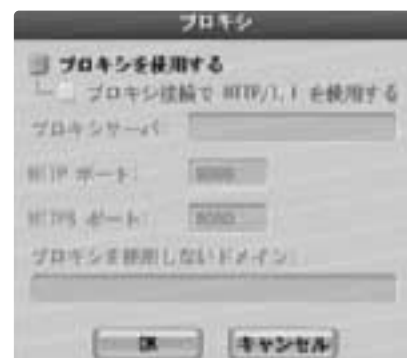 プロキシ
プロキシを使用する
プロキシ接続で HTTP/1.1 を使用する
プロキシサーバ
HTTP ポート:
HTTPS ポート:
プロキシを使用しないドメイン:
OK キャンセル